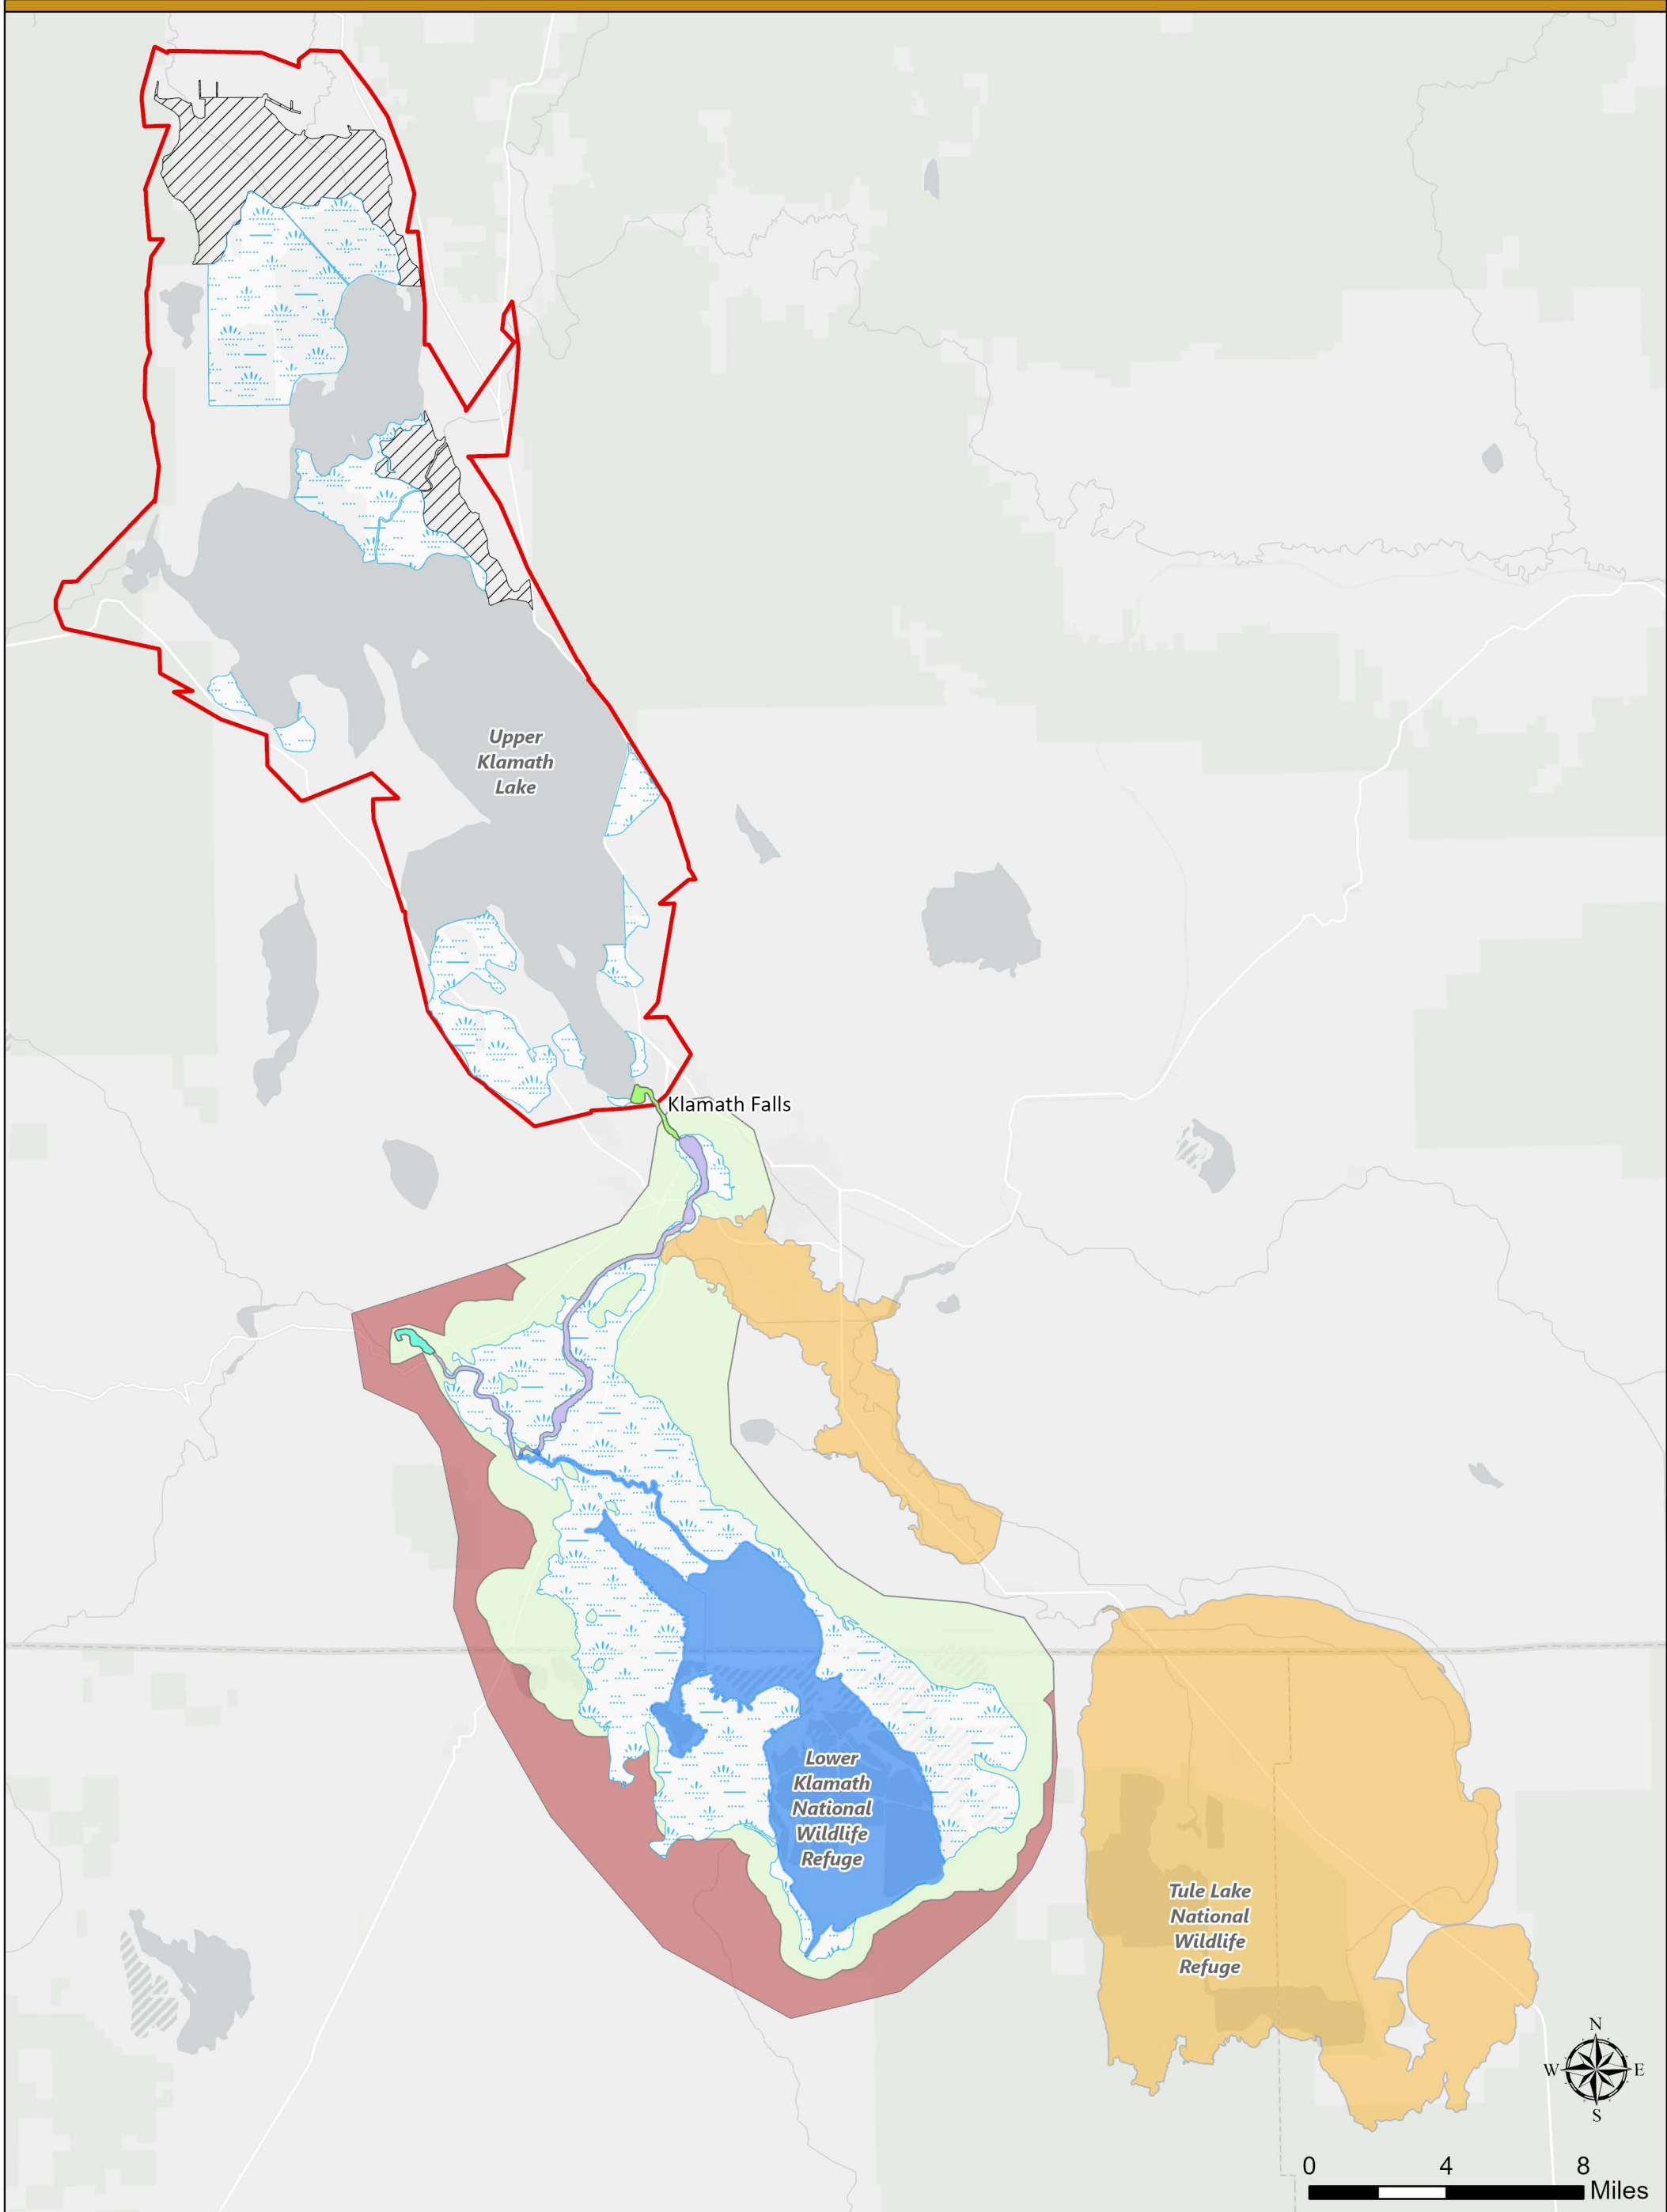 Upper
Klamath
Lake
Klamath Falls
Lower
Klamath
National
Wildlife
Refuge
Tule Lake
National
Wildlife
Refuge
N
W E
S
0 4 8
Miles